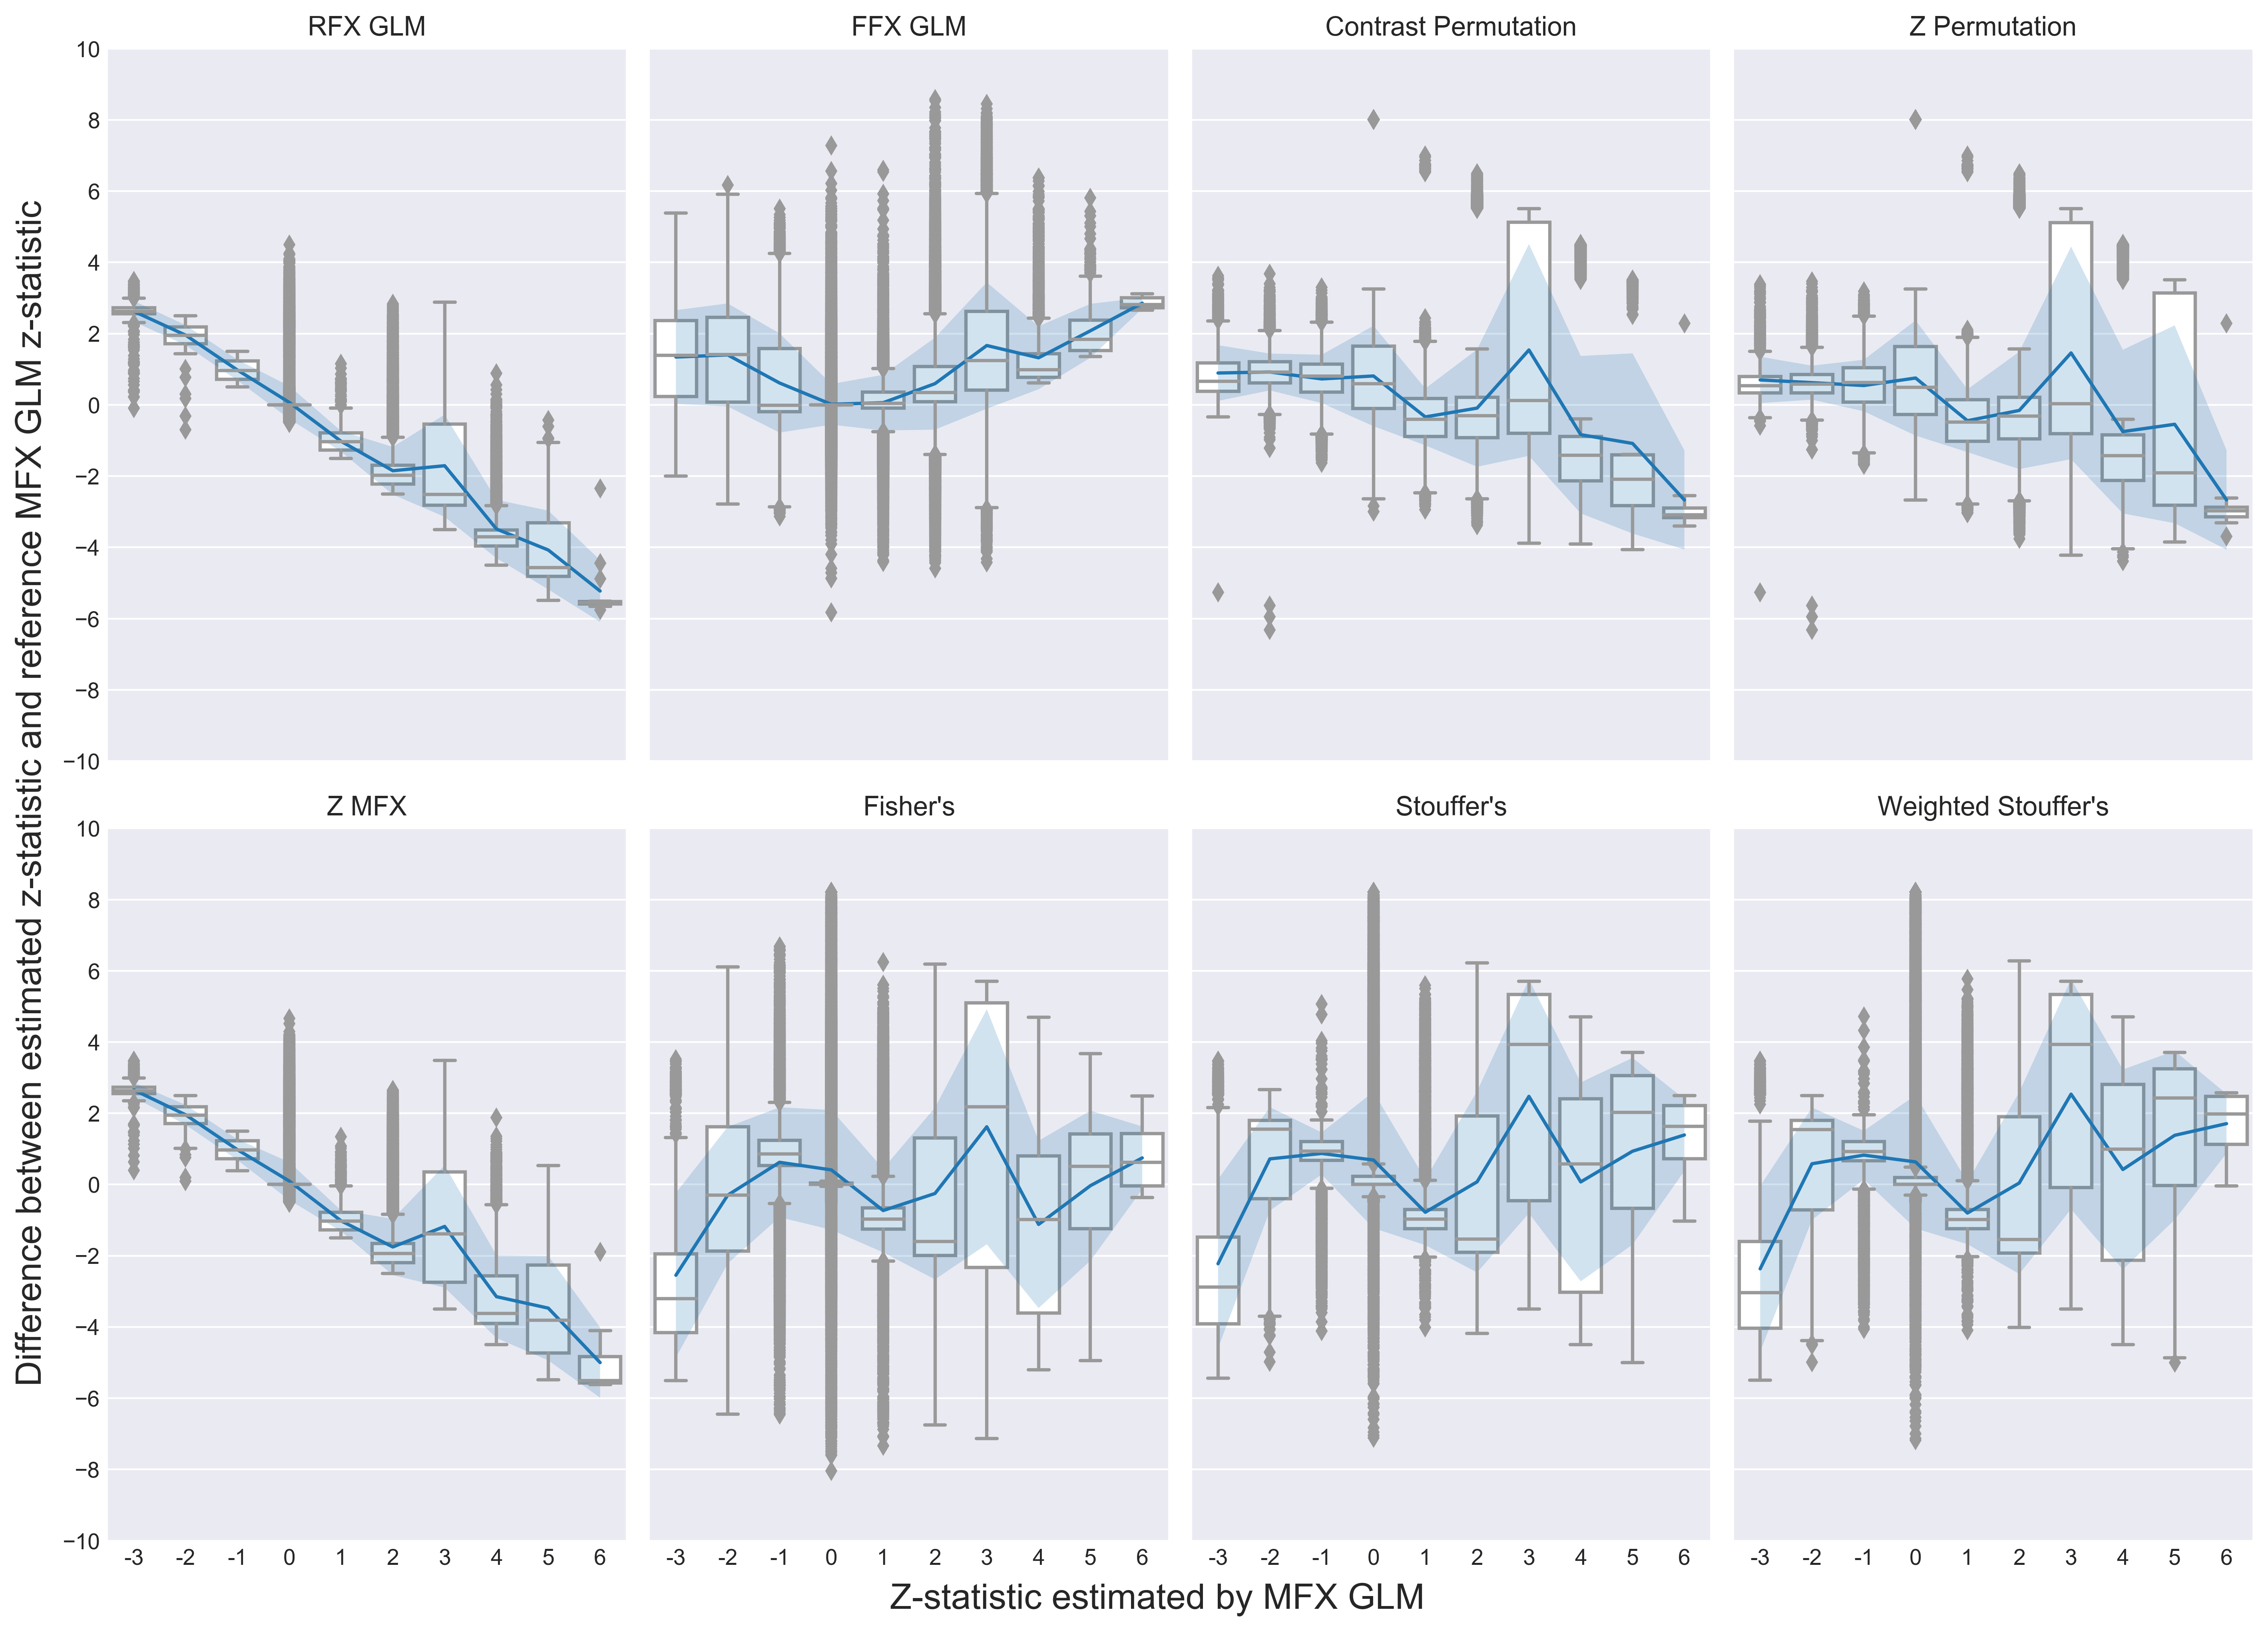 RFX GLM
FFX GLM
Contrast Permutation
Z Permutation
10
8
6
4
2
0
−2
−4
−6
−8
−10
Difference between estimated z-statistic and reference MFX GLM z-statistic
Z MFX
Fisher's
Stouffer's
Weighted Stouffer's
10
8
6
4
2
0
−2
−4
−6
−8
−10
-3 -2 -1 0 1 2 3 4 5 6
-3 -2 -1 0 1 2 3 4 5 6
-3 -2 -1 0 1 2 3 4 5 6
-3 -2 -1 0 1 2 3 4 5 6
Z-statistic estimated by MFX GLM